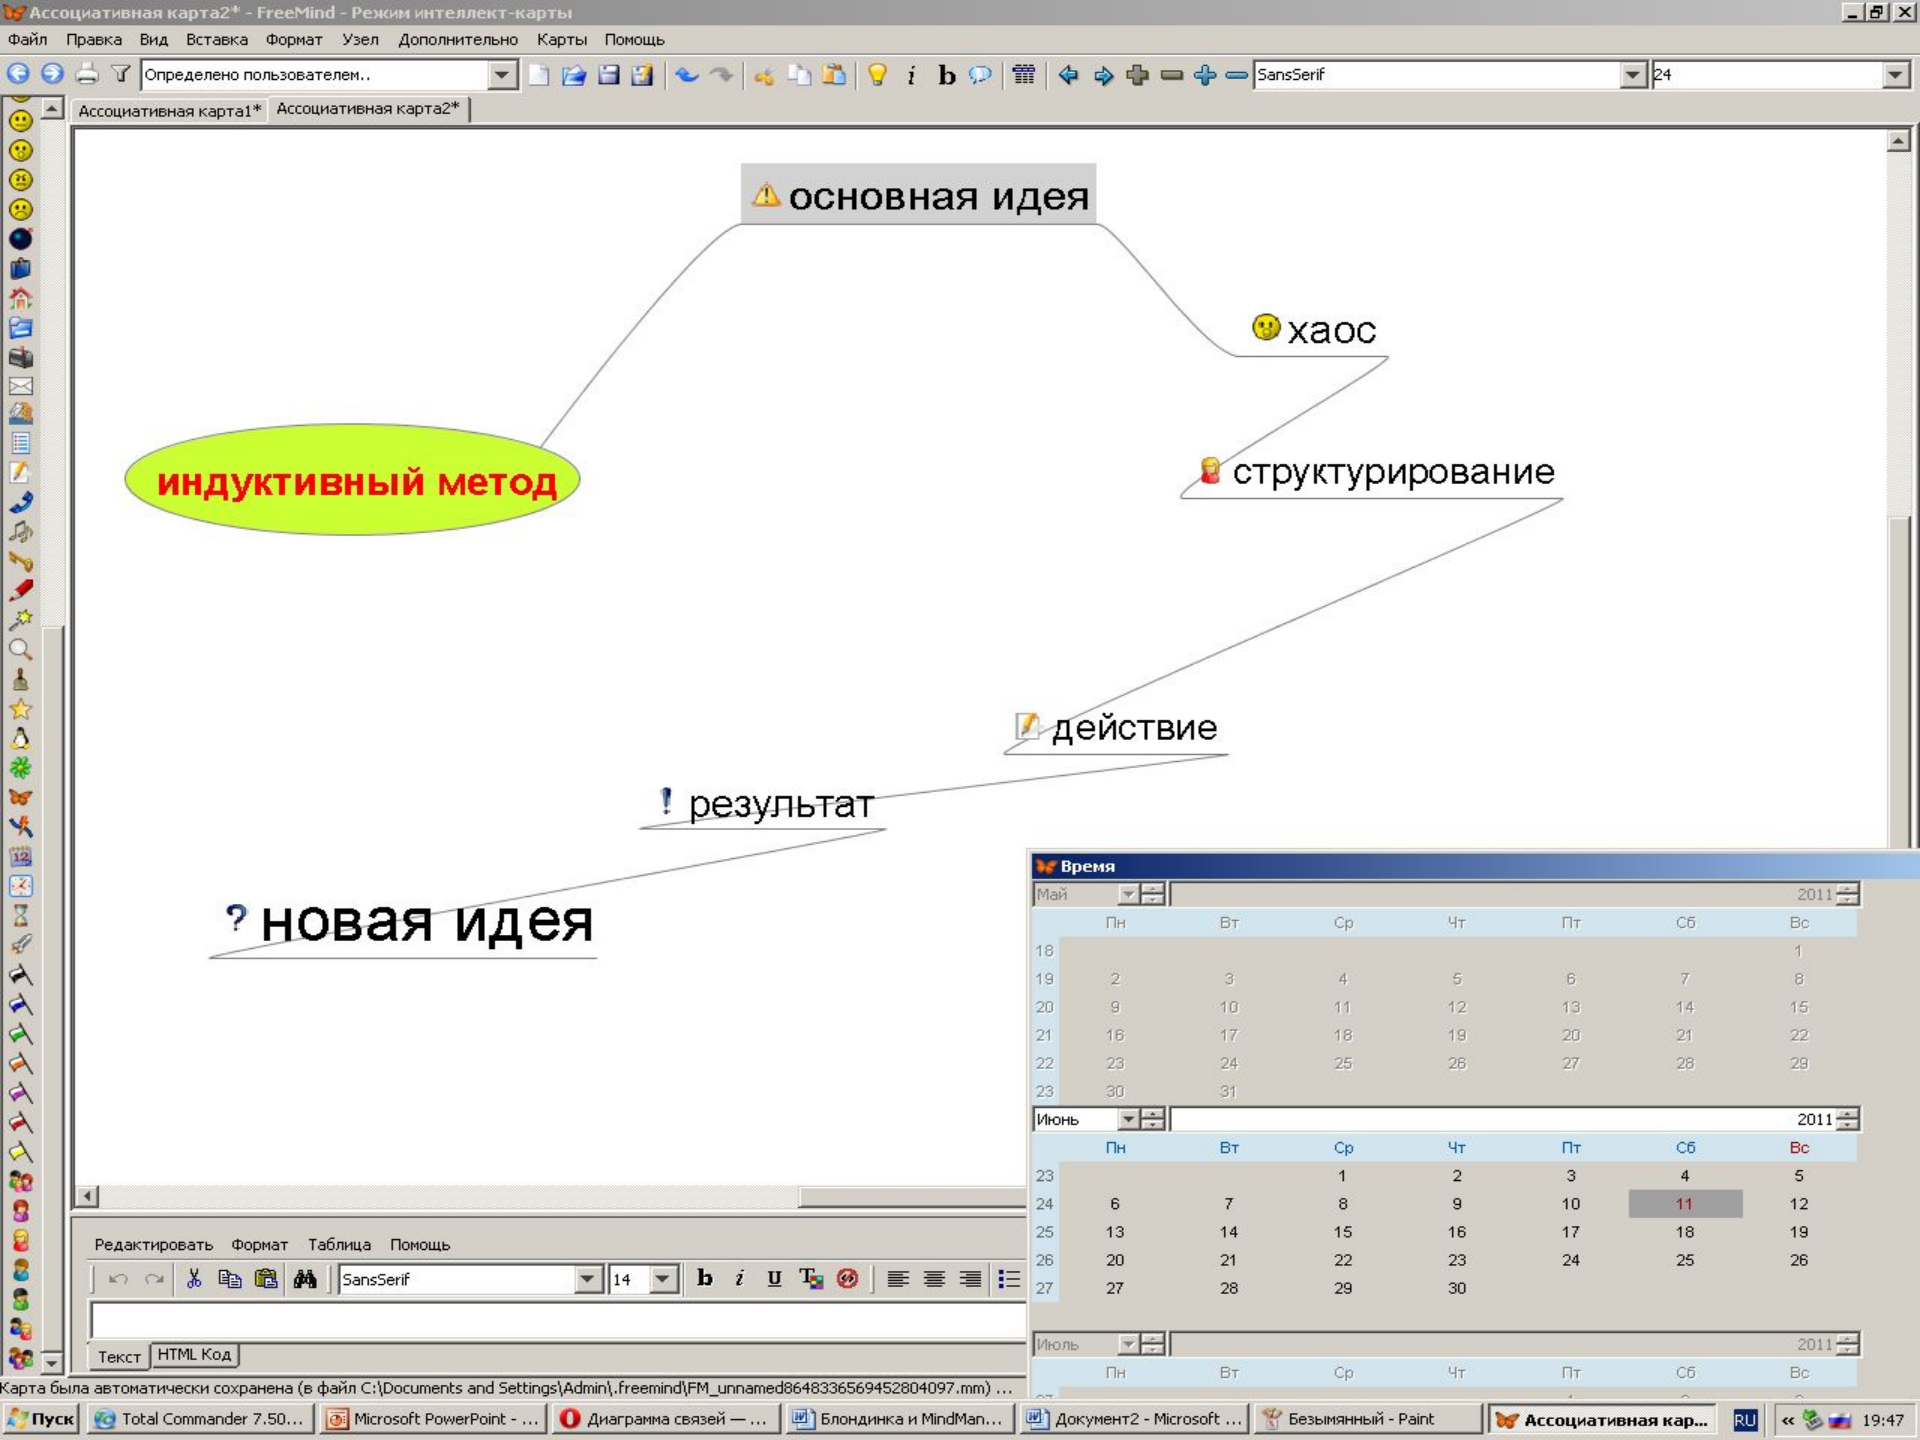 Ассоциативная карта2* - FreeMind - Режим интеллект-карты
Файл Правка Вид Вставка Формат Узел Дополнительно Карты Помощь
Определено пользователем.. i b SansSerif 24
Ассоциативная карта1* Ассоциативная карта2*
основная идея
хаос
индуктивный метод
структурирование
действие
! результат
? новая идея
Время
Май 2011
Пн Вт Ср Чт Пт Сб Вс
18 1
19 2 3 4 5 6 7 8
20 9 10 11 12 13 14 15
21 16 17 18 19 20 21 22
22 23 24 25 26 27 28 29
23 30 31
Июнь 2011
Пн Вт Ср Чт Пт Сб Вс
23 1 2 3 4 5
24 6 7 8 9 10 11 12
25 13 14 15 16 17 18 19
26 20 21 22 23 24 25 26
27 27 28 29 30
Июль 2011
Пн Вт Ср Чт Пт Сб Вс
Редактировать Формат Таблица Помощь
SansSerif 14 b i U
Текст HTML Код
Карта была автоматически сохранена (в файл C:\Documents and Settings\Admin\.freemind\FM_unnamed8648336569452804097.mm) ...
Пуск Total Commander 7.50... Microsoft PowerPoint - ... Диаграмма связей — ... Блондинка и MindMan... Документ2 - Microsoft ... Безымянный - Paint Ассоциативная кар... RU « 19:47